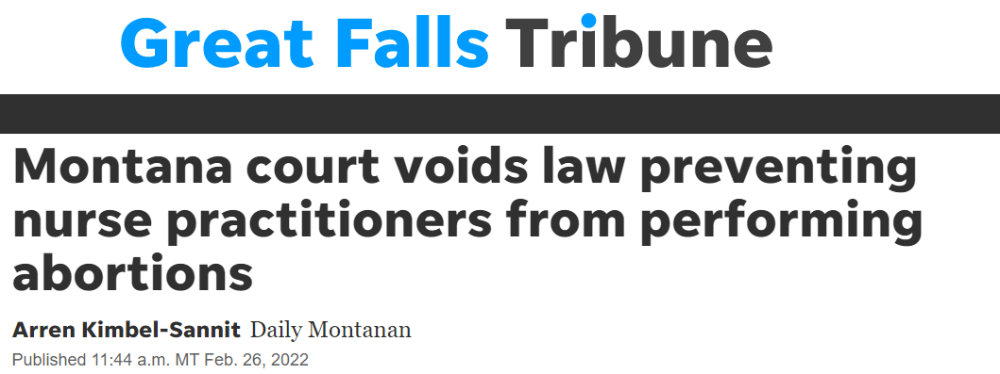 Great Falls Tribune
Montana court voids law preventing
nurse practitioners from performing
abortions
Arren Kimbel-Sannit Daily Montanan
Published 11:44 a.m. MT Feb. 26, 2022